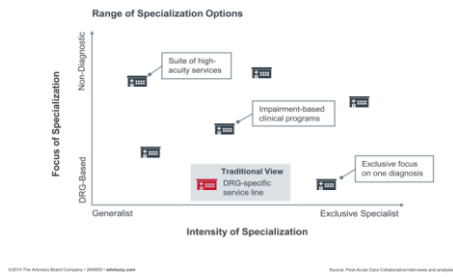 Range of Specialization Options
Suite of high-
acuity services
Non-Diagnostic
Focus of Specialization
Impairment-based
clinical programs
DRG-Based
Traditional View
DRG-specific
service line
Exclusive focus
on one diagnosis
Generalist
Exclusive Specialist
Intensity of Specialization
©2014 The Advisory Board Company • • advisory.com
Source: Post-Acute Care Collaborative interviews and analysis